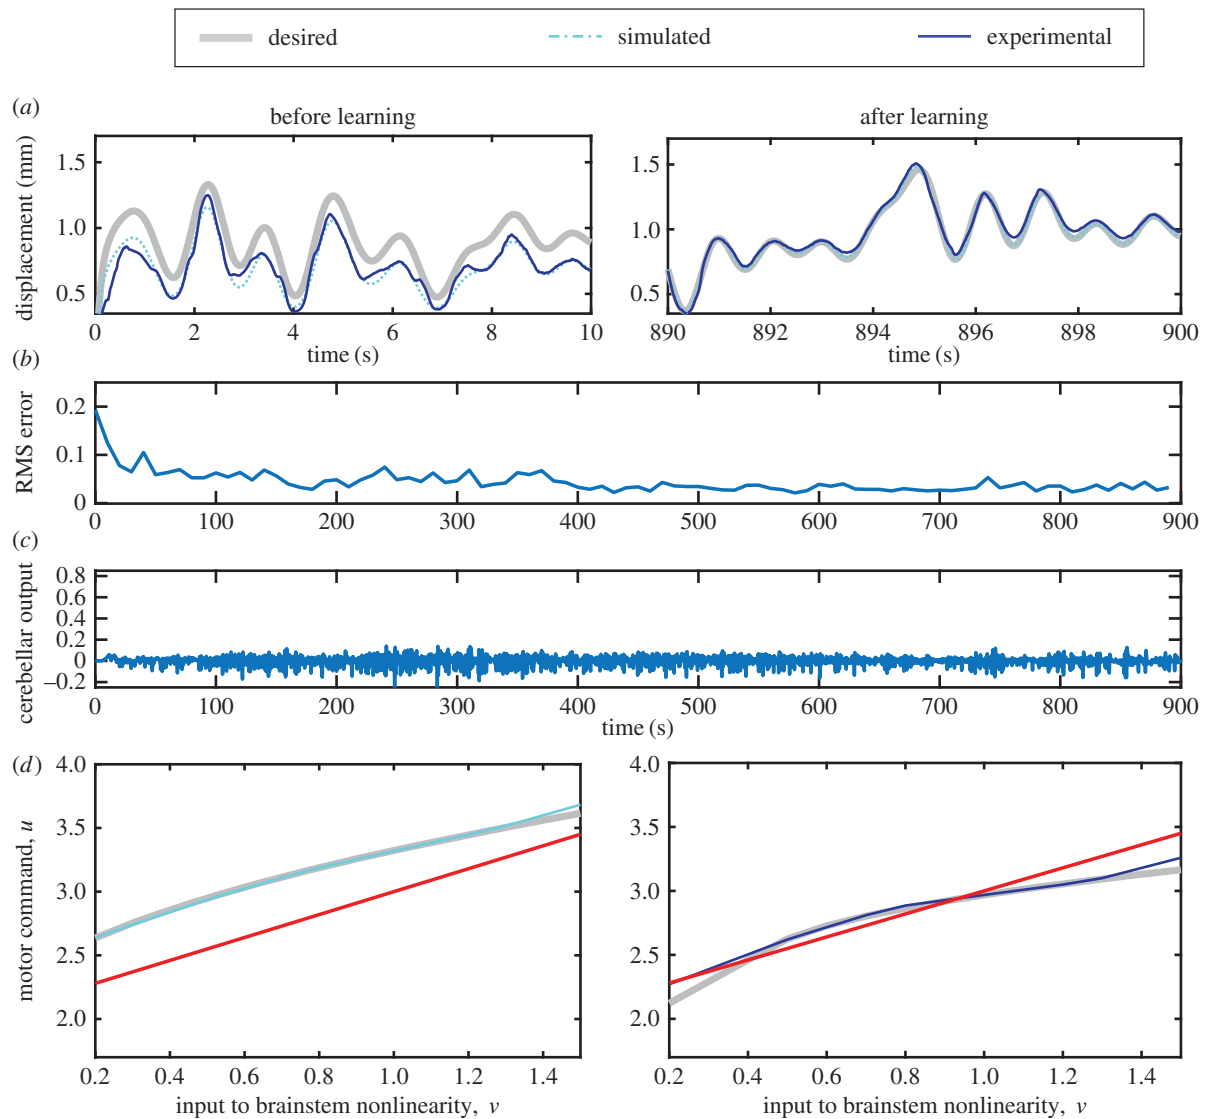 desired simulated experimental
(a)
before learning after learning
displacement (mm)
1.5 1.0 0.5
0 2 4 6 8 10
time (s)
1.5 1.0 0.5
890 892 894 896 898 900
time (s)
(b)
RMS error
0.2 0.1 0
0 100 200 300 400 500 600 700 800 900
(c)
cerebellar output
0.8 0.6 0.4 0.2 0 –0.2
0 100 200 300 400 500 600 700 800 900
time (s)
(d)
motor command, u
4.0 3.5 3.0 2.5 2.0
0.2 0.4 0.6 0.8 1.0 1.2 1.4
input to brainstem nonlinearity, v
4.0 3.5 3.0 2.5 2.0
0.2 0.4 0.6 0.8 1.0 1.2 1.4
input to brainstem nonlinearity, v